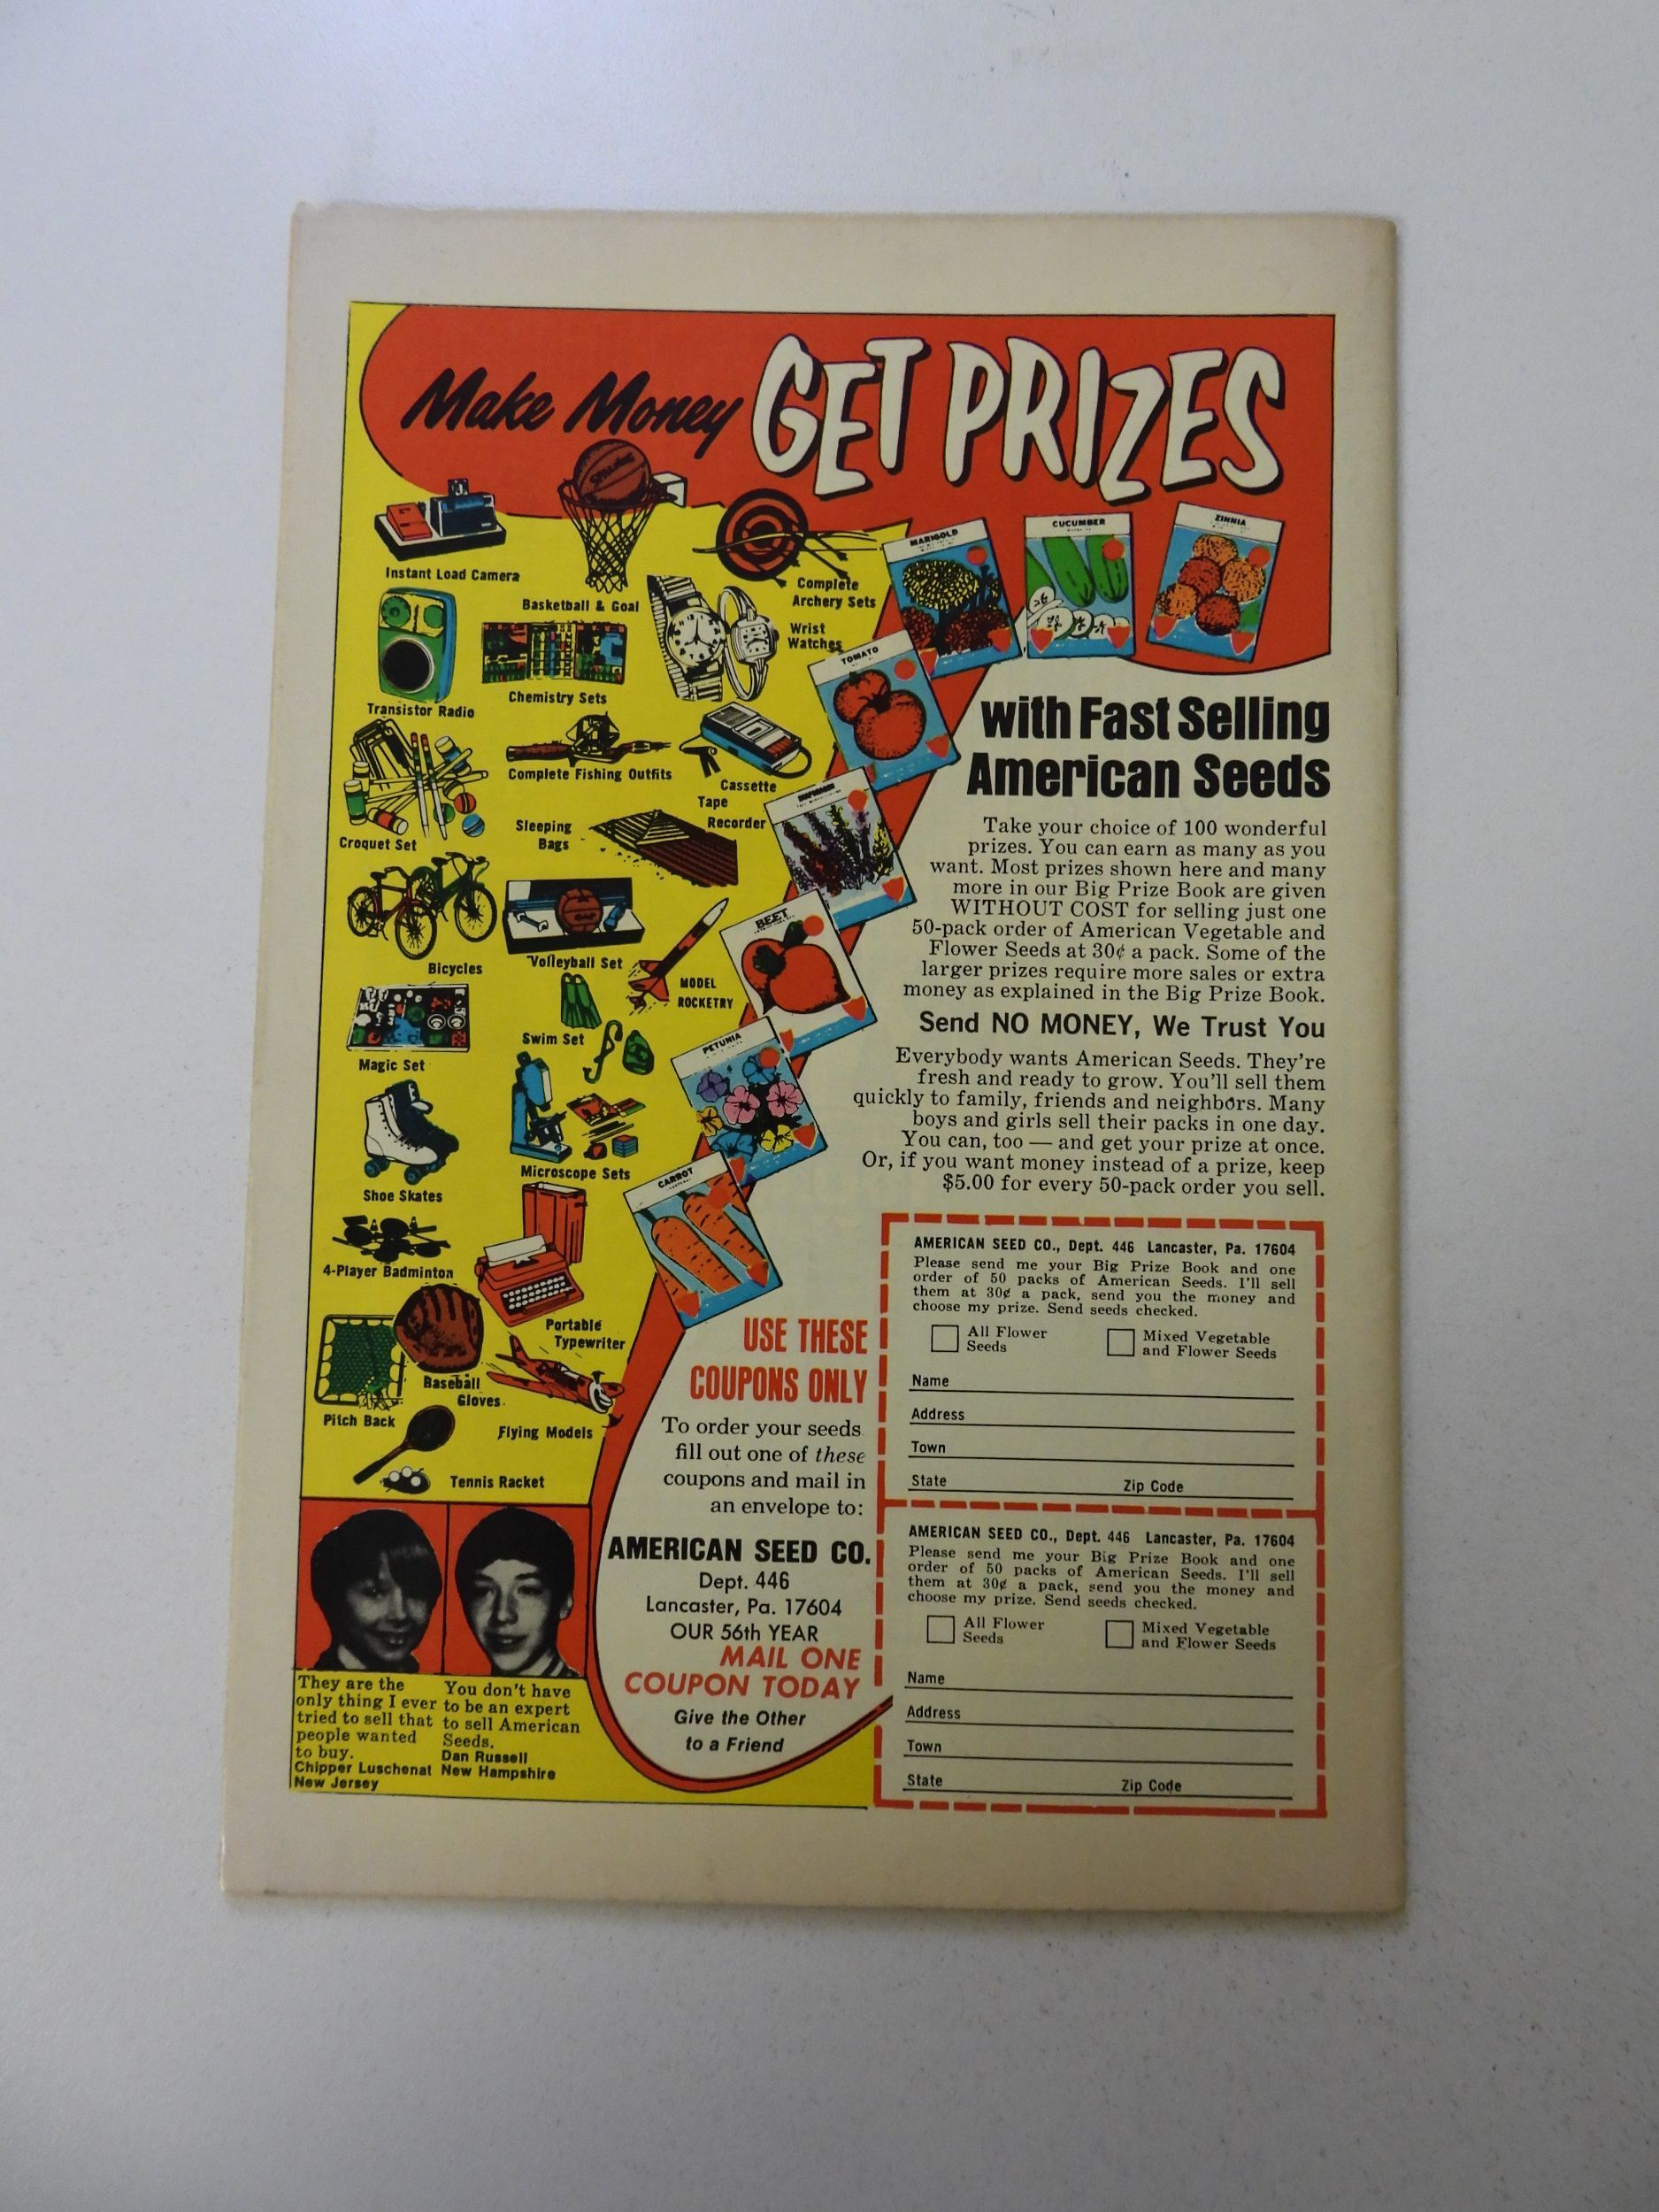 Make Money GET PRIZES
Instant Load Camera
Basketball & Goal
Complete
Archery Sets
Wrist
Watches
Transistor Radio
Chemistry Sets
Complete Fishing Outfits
Cassette
Tape
Recorder
Croquet Set
Sleeping
Bags
Bicycles
Volleyball Set
MODEL
ROCKETRY
Magic Set
Swim Set
Shoe Skates
Microscope Sets
4-Player Badminton
Portable
Typewriter
Baseball
Gloves
Pitch Back
Flying Models
Tennis Racket
MARIGOLD
CUCUMBER
ZINNIA
TOMATO
BEET
PETUNIA
CARROT
with Fast Selling
American Seeds
Take your choice of 100 wonderful
prizes. You can earn as many as you
want. Most prizes shown here and many
more in our Big Prize Book are given
WITHOUT COST for selling just one
50-pack order of American Vegetable and
Flower Seeds at 30¢ a pack. Some of the
larger prizes require more sales or extra
money as explained in the Big Prize Book.
Send NO MONEY, We Trust You
Everybody wants American Seeds. They're
fresh and ready to grow. You'll sell them
quickly to family, friends and neighbors. Many
boys and girls sell their packs in one day.
You can, too — and get your prize at once.
Or, if you want money instead of a prize, keep
$5.00 for every 50-pack order you sell.
USE THESE
COUPONS ONLY
To order your seeds
fill out one of these
coupons and mail in
an envelope to:
AMERICAN SEED CO.
Dept. 446
Lancaster, Pa. 17604
OUR 56th YEAR
MAIL ONE
COUPON TODAY
Give the Other
to a Friend
AMERICAN SEED CO., Dept. 446 Lancaster, Pa. 17604
Please send me your Big Prize Book and one
order of 50 packs of American Seeds. I'll sell
them at 30¢ a pack, send you the money and
choose my prize. Send seeds checked.
All Flower
Seeds
Mixed Vegetable
and Flower Seeds
Name
Address
Town
State Zip Code
AMERICAN SEED CO., Dept. 446 Lancaster, Pa. 17604
Please send me your Big Prize Book and one
order of 50 packs of American Seeds. I'll sell
them at 30¢ a pack, send you the money and
choose my prize. Send seeds checked.
All Flower
Seeds
Mixed Vegetable
and Flower Seeds
Name
Address
Town
State Zip Code
They are the
only thing I ever
tried to sell that
people wanted
to buy.
Chipper Luschenat
New Jersey
You don't have
to be an expert
to sell American
Seeds.
Dan Russell
New Hampshire